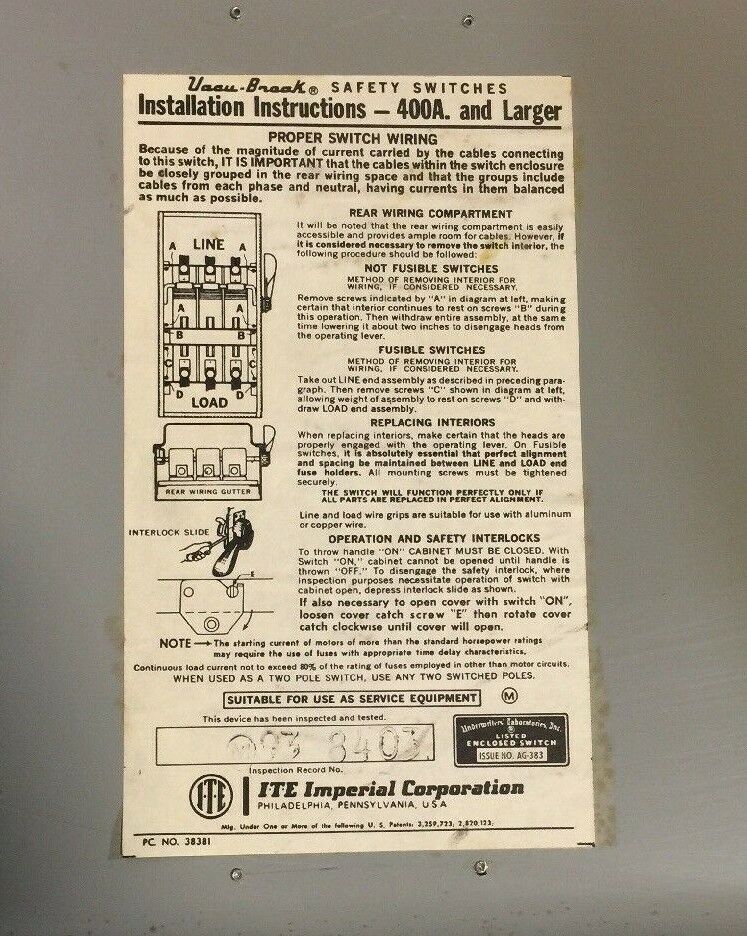 Vacu-Break® SAFETY SWITCHES
Installation Instructions — 400A. and Larger
PROPER SWITCH WIRING
Because of the magnitude of current carried by the cables connecting
to this switch, IT IS IMPORTANT that the cables within the switch enclosure
be closely grouped in the rear wiring space and that the groups include
cables from each phase and neutral, having currents in them balanced
as much as possible.
A LINE A
A A
B B
C C
D D
LOAD
REAR WIRING GUTTER
INTERLOCK SLIDE
E
REAR WIRING COMPARTMENT
It will be noted that the rear wiring compartment is easily
accessible and provides ample room for cables. However, if
it is considered necessary to remove the switch interior, the
following procedure should be followed:
NOT FUSIBLE SWITCHES
METHOD OF REMOVING INTERIOR FOR
WIRING, IF CONSIDERED NECESSARY.
Remove screws indicated by "A" in diagram at left, making
certain that interior continues to rest on screws "B" during
this operation. Then withdraw entire assembly, at the same
time lowering it about two inches to disengage heads from
the operating lever.
FUSIBLE SWITCHES
METHOD OF REMOVING INTERIOR FOR
WIRING, IF CONSIDERED NECESSARY.
Take out LINE end assembly as described in preceding para-
graph. Then remove screws "C" shown in diagram at left,
allowing weight of assembly to rest on screws "D" and with-
draw LOAD end assembly.
REPLACING INTERIORS
When replacing interiors, make certain that the heads are
properly engaged with the operating lever. On Fusible
switches, it is absolutely essential that perfect alignment
and spacing be maintained between LINE and LOAD end
fuse holders. All mounting screws must be tightened
securely.
THE SWITCH WILL FUNCTION PERFECTLY ONLY IF
ALL PARTS ARE REPLACED IN PERFECT ALIGNMENT.
Line and load wire grips are suitable for use with aluminum
or copper wire.
OPERATION AND SAFETY INTERLOCKS
To throw handle "ON" CABINET MUST BE CLOSED. With
Switch "ON," cabinet cannot be opened until handle is
thrown "OFF." To disengage the safety interlock, where
inspection purposes necessitate operation of switch with
cabinet open, depress interlock slide as shown.
If also necessary to open cover with switch "ON",
loosen cover catch screw "E" then rotate cover
catch clockwise until cover will open.
NOTE → The starting current of motors of more than the standard horsepower ratings
may require the use of fuses with appropriate time delay characteristics.
Continuous load current not to exceed 80% of the rating of fuses employed in other than motor circuits.
WHEN USED AS A TWO POLE SWITCH, USE ANY TWO SWITCHED POLES.
SUITABLE FOR USE AS SERVICE EQUIPMENT M
This device has been inspected and tested.
93 8403
Inspection Record No.
Underwriters' Laboratories, Inc.
®
LISTED
ENCLOSED SWITCH
ISSUE NO. AG-383
I-T-E ITE Imperial Corporation
PHILADELPHIA, PENNSYLVANIA, USA
Mfg. Under One or More of the following U. S. Patents: 3,259,723, 2,820,123,
PC. NO. 38381